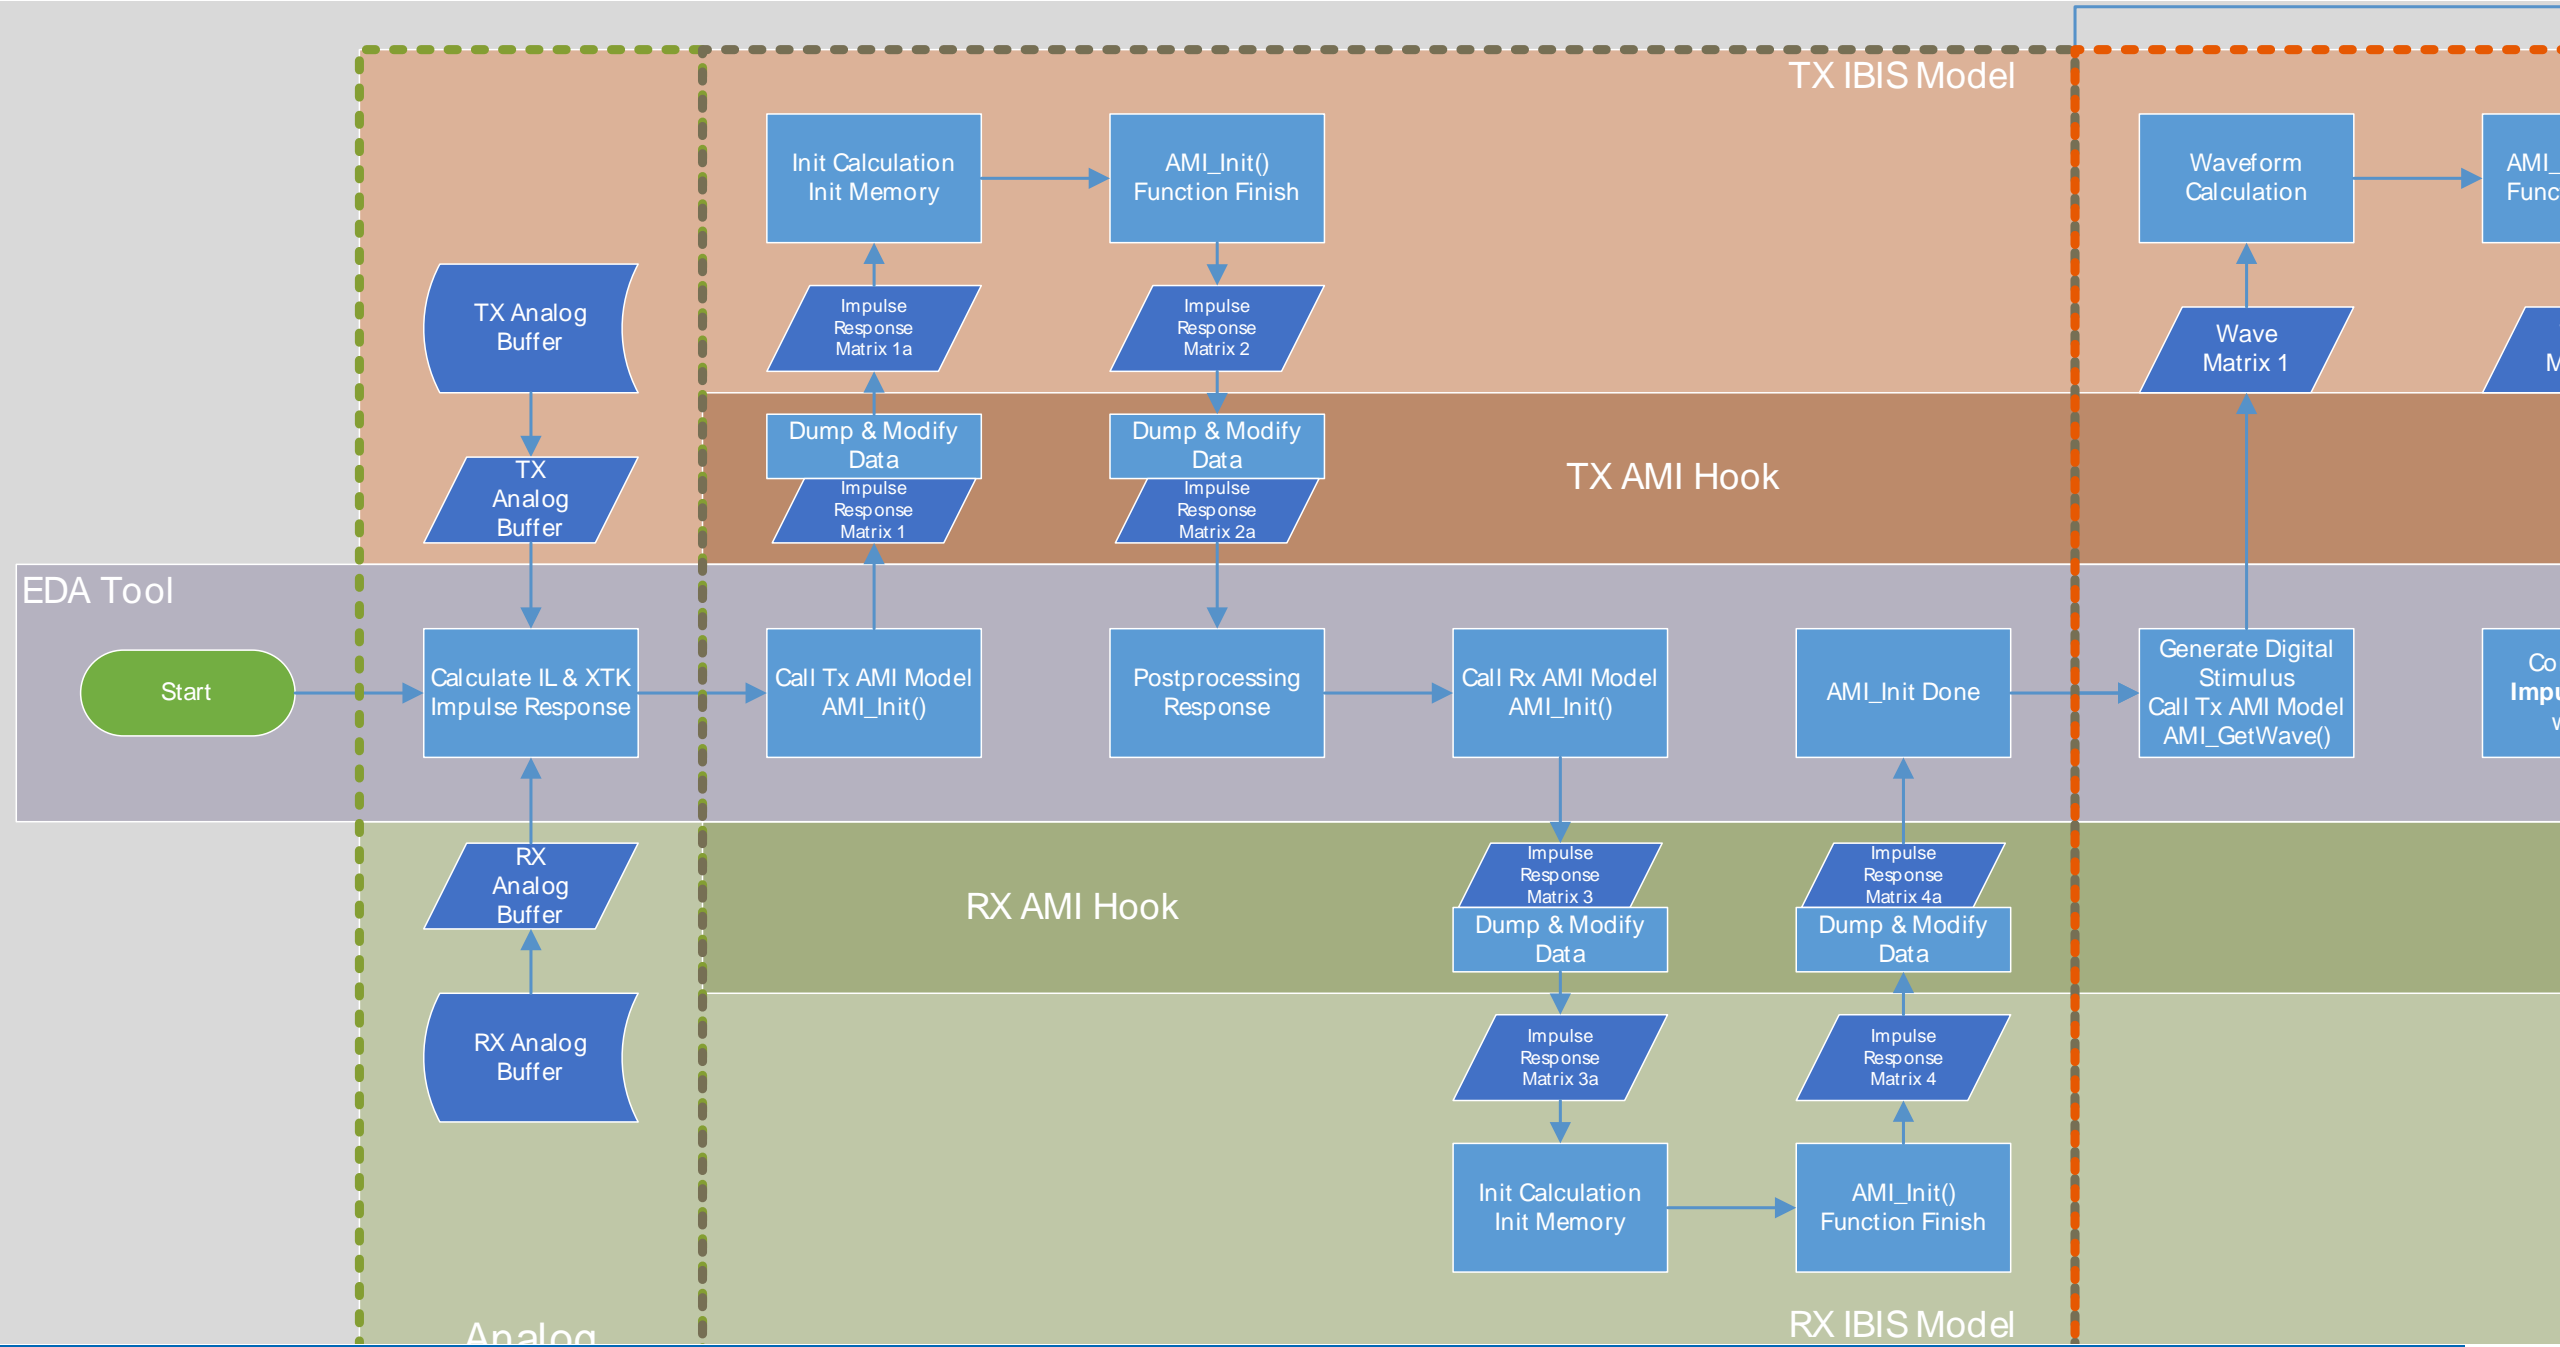 TX IBIS Model
Init Calculation
Init Memory
AMI_Init()
Function Finish
Waveform
Calculation
AMI_
Func
TX Analog
Buffer
Impulse
Response
Matrix 1a
Impulse
Response
Matrix 2
Wave
Matrix 1
M
Dump & Modify
Data
Dump & Modify
Data
TX AMI Hook
TX
Analog
Buffer
Impulse
Response
Matrix 1
Impulse
Response
Matrix 2a
EDA Tool
Start
Calculate IL & XTK
Impulse Response
Call Tx AMI Model
AMI_Init()
Postprocessing
Response
Call Rx AMI Model
AMI_Init()
AMI_Init Done
Generate Digital
Stimulus
Call Tx AMI Model
AMI_GetWave()
Co
Impu
RX
Analog
Buffer
RX AMI Hook
Impulse
Response
Matrix 3
Dump & Modify
Data
Impulse
Response
Matrix 4a
Dump & Modify
Data
RX Analog
Buffer
Impulse
Response
Matrix 3a
Impulse
Response
Matrix 4
Init Calculation
Init Memory
AMI_Init()
Function Finish
Analog
RX IBIS Model